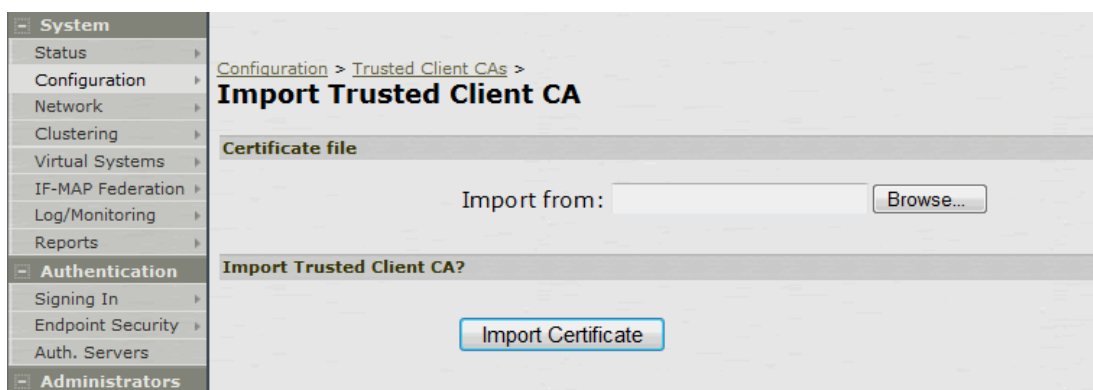 System
Status
Configuration
Network
Clustering
Virtual Systems
IF-MAP Federation
Log/Monitoring
Reports
Authentication
Signing In
Endpoint Security
Auth. Servers
Administrators
Configuration > Trusted Client CAs >
Import Trusted Client CA
Certificate file
Import from: Browse...
Import Trusted Client CA?
Import Certificate